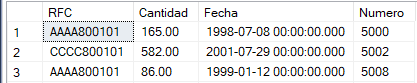 RFC Cantidad Fecha Numero
1 AAAA800101 165.00 1998-07-08 00:00:00.000 5000
2 CCCC800101 582.00 2001-07-29 00:00:00.000 5002
3 AAAA800101 86.00 1999-01-12 00:00:00.000 5008